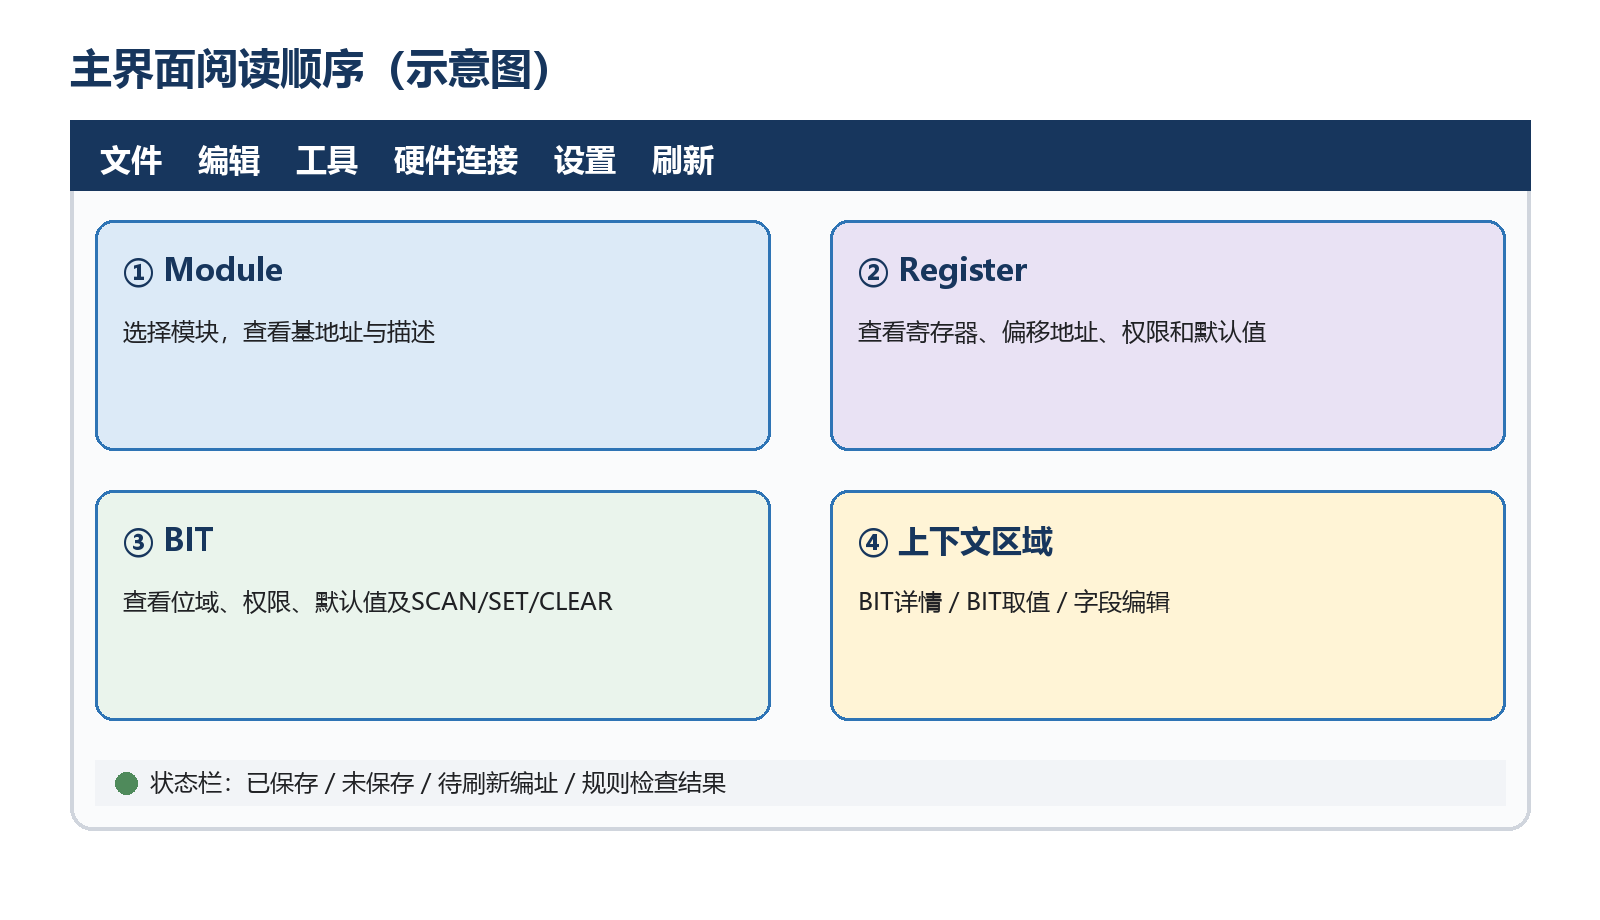 主界面阅读顺序（示意图）
文件 编辑 工具 硬件连接 设置 刷新
① Module
选择模块，查看基地址与描述
② Register
查看寄存器、偏移地址、权限和默认值
③ BIT
查看位域、权限、默认值及SCAN/SET/CLEAR
④ 上下文区域
BIT详情 / BIT取值 / 字段编辑
状态栏：已保存 / 未保存 / 待刷新编址 / 规则检查结果